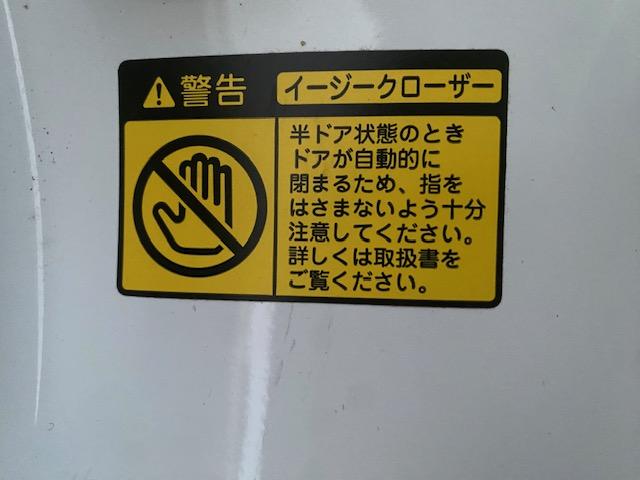 警告
イージークローザー
半ドア状態のとき
ドアが自動的に
閉まるため、指を
はさまないよう十分
注意してください。
詳しくは取扱書を
ご覧ください。